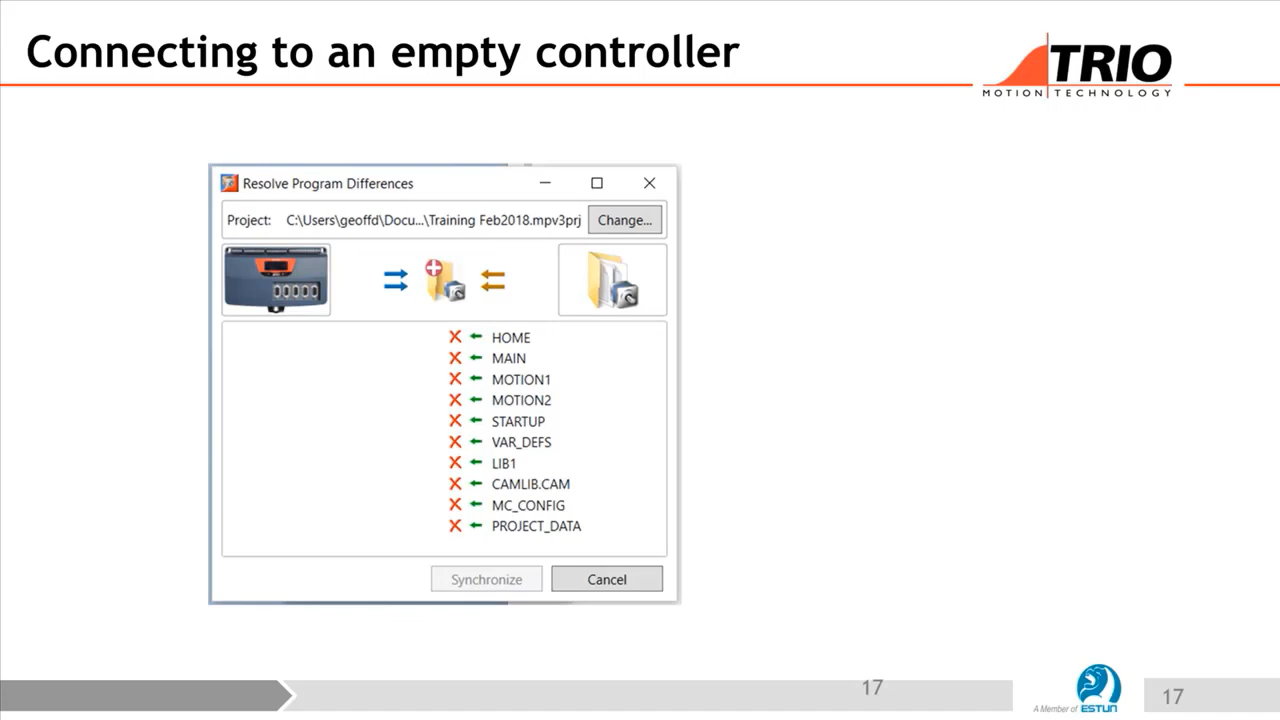 Connecting to an empty controller
TRIO
MOTION TECHNOLOGY
Resolve Program Differences
Project: C:\Users\geoffd\Docu...\Training Feb2018.mpv3prj Change...
HOME
MAIN
MOTION1
MOTION2
STARTUP
VAR_DEFS
LIB1
CAMLIB.CAM
MC_CONFIG
PROJECT_DATA
Synchronize Cancel
17
A Member of ESTUN
17